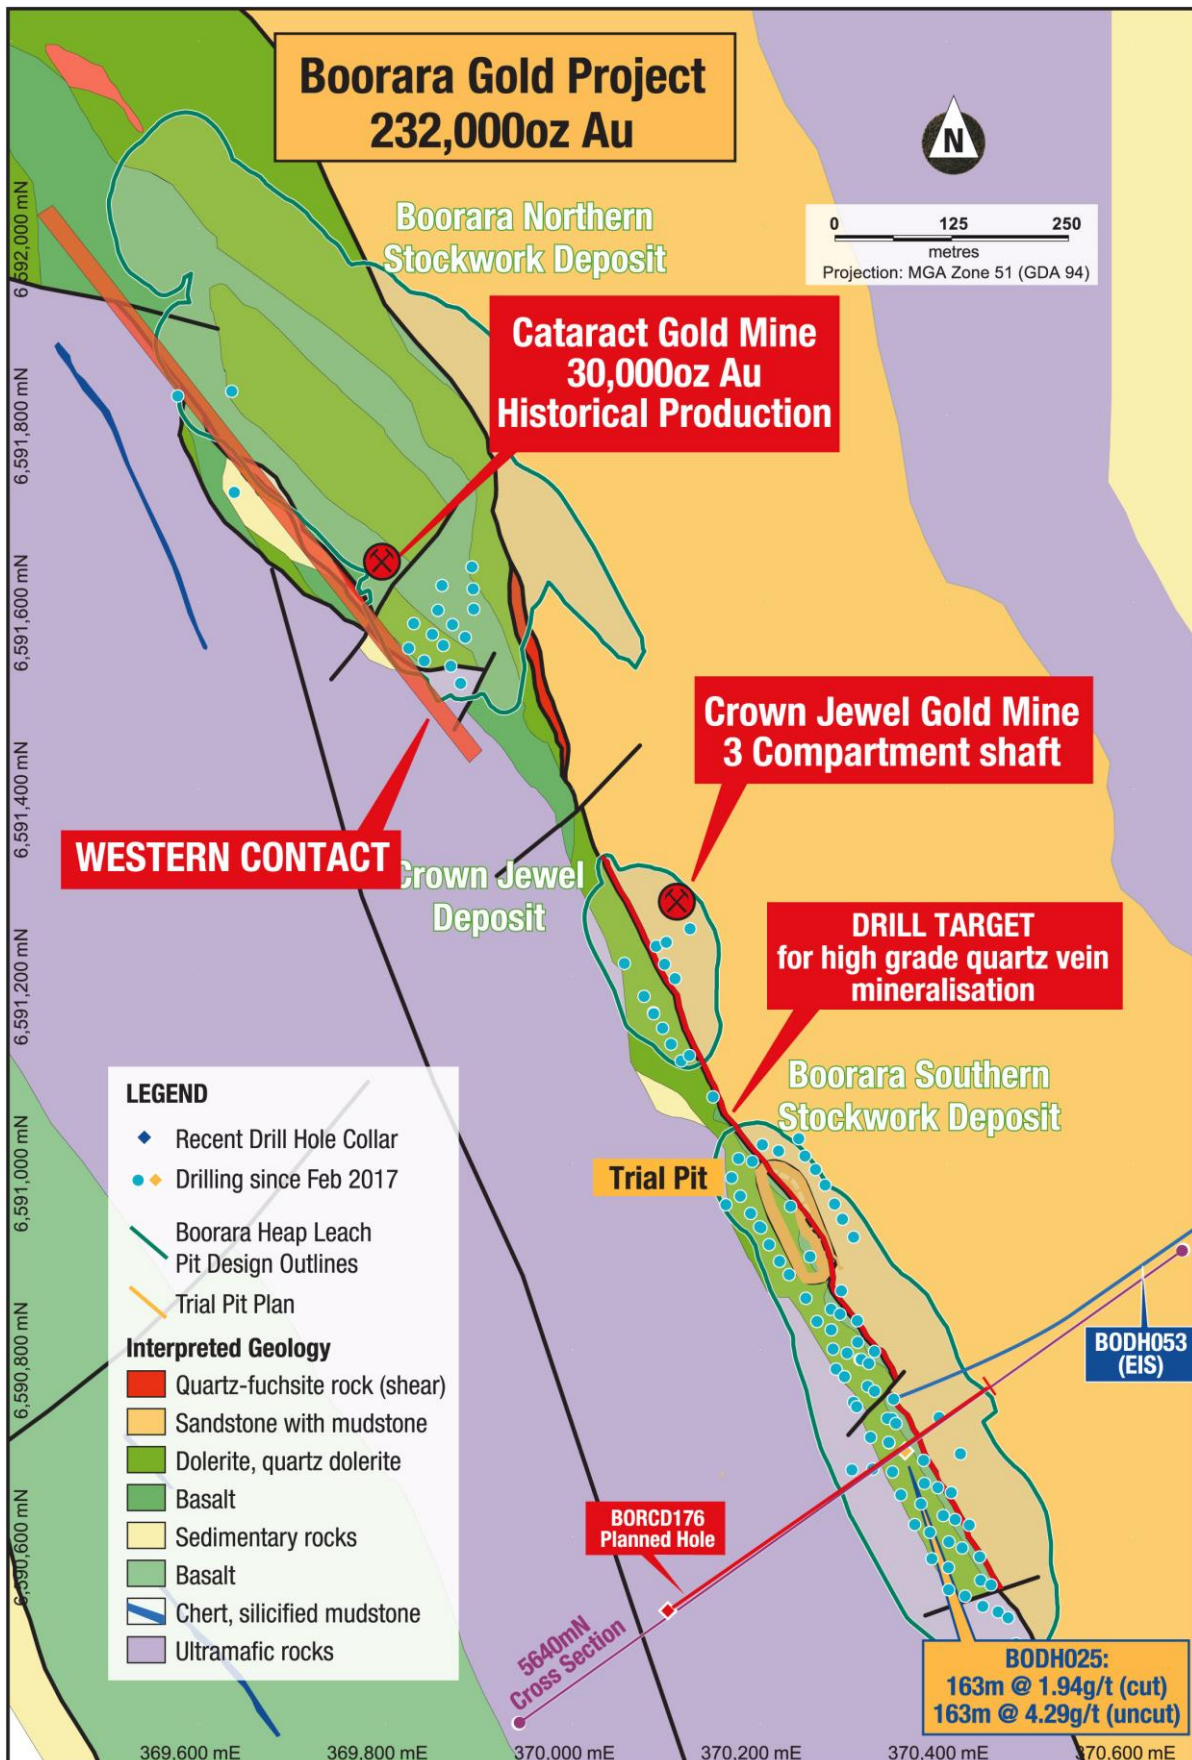 Boorara Gold Project
232,000oz Au
N
0 125 250
metres
Projection: MGA Zone 51 (GDA 94)
Boorara Northern
Stockwork Deposit
Cataract Gold Mine
30,000oz Au
Historical Production
Crown Jewel Gold Mine
3 Compartment shaft
WESTERN CONTACT
Crown Jewel
Deposit
DRILL TARGET
for high grade quartz vein
mineralisation
Boorara Southern
Stockwork Deposit
Trial Pit
BODH053
(EIS)
BORCD176
Planned Hole
5640mN
Cross Section
BODH025:
163m @ 1.94g/t (cut)
163m @ 4.29g/t (uncut)
LEGEND
Recent Drill Hole Collar
Drilling since Feb 2017
Boorara Heap Leach
Pit Design Outlines
Trial Pit Plan
Interpreted Geology
Quartz-fuchsite rock (shear)
Sandstone with mudstone
Dolerite, quartz dolerite
Basalt
Sedimentary rocks
Basalt
Chert, silicified mudstone
Ultramafic rocks
6,592,000 mN
6,591,800 mN
6,591,600 mN
6,591,400 mN
6,591,200 mN
6,591,000 mN
6,590,800 mN
6,590,600 mN
369,600 mE
369,800 mE
370,000 mE
370,200 mE
370,400 mE
370,600 mE